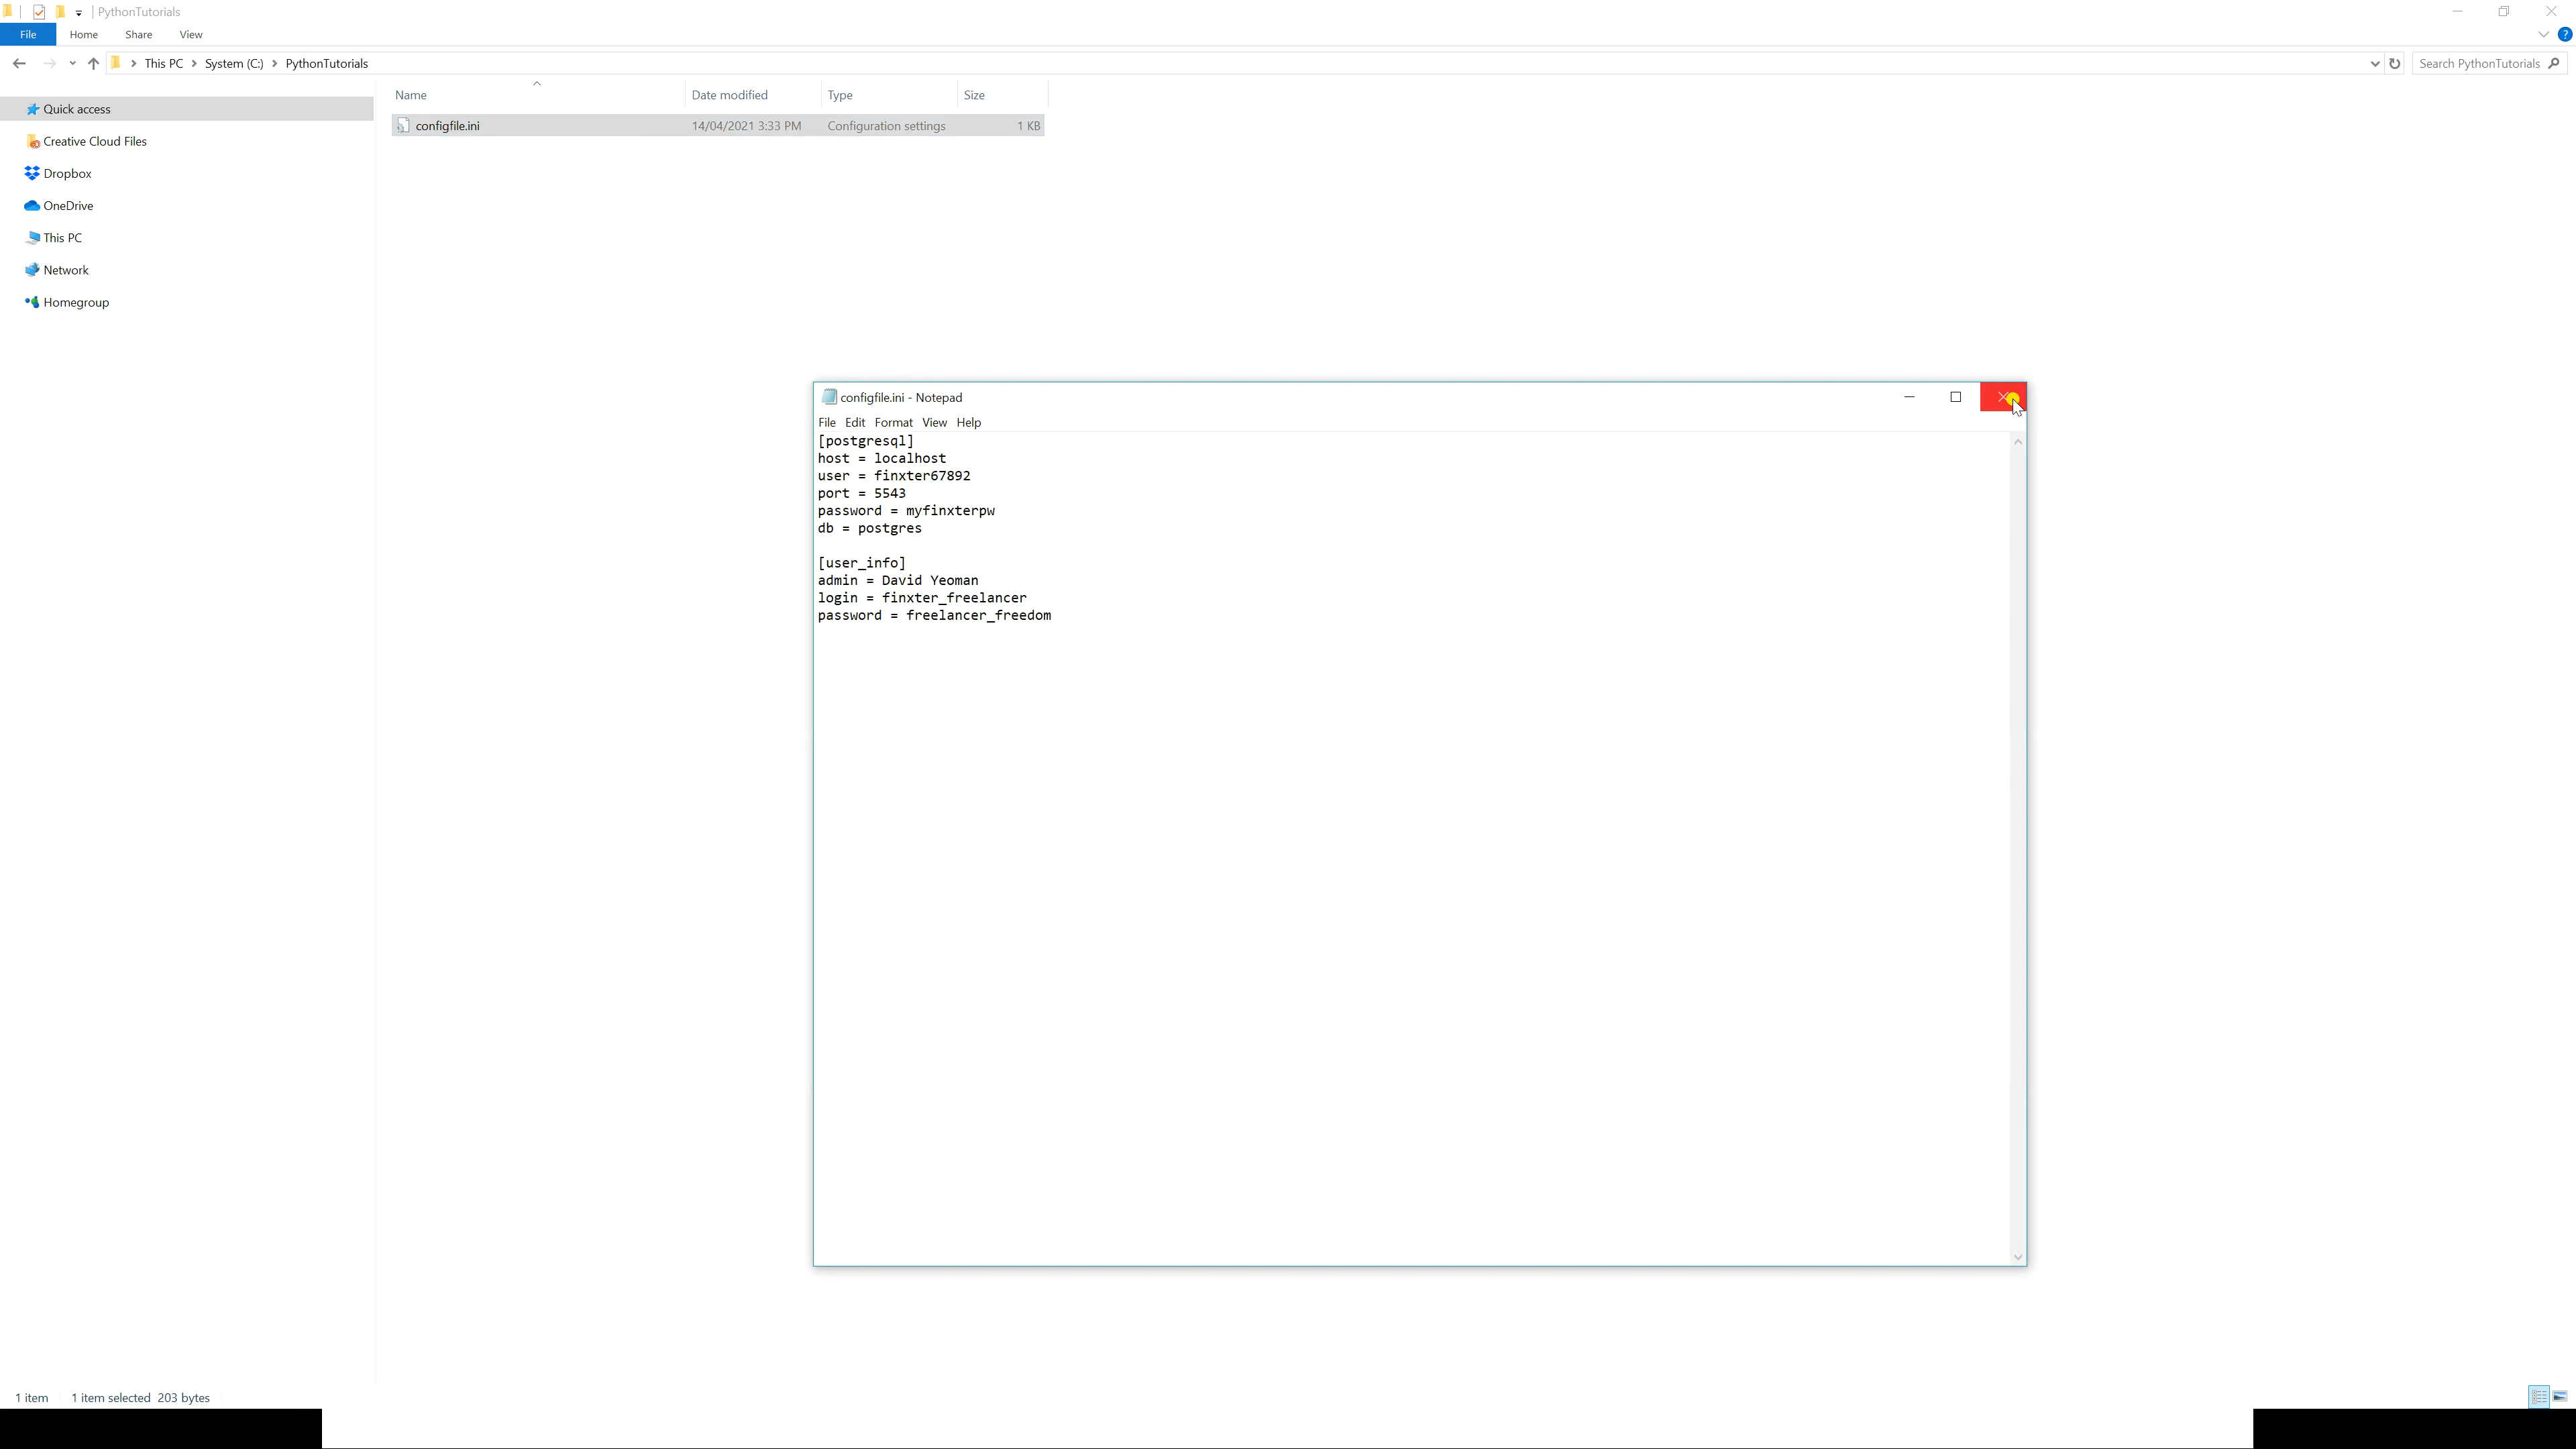 PythonTutorials
File Home Share View
This PC System (C:) PythonTutorials
Search PythonTutorials
Name Date modified Type Size
configfile.ini 14/04/2021 3:33 PM Configuration settings 1 KB
Quick access
Creative Cloud Files
Dropbox
OneDrive
This PC
Network
Homegroup
configfile.ini - Notepad
File Edit Format View Help
[postgresql]
host = localhost
user = finxter67892
port = 5543
password = myfinxterpw
db = postgres
[user_info]
admin = David Yeoman
login = finxter_freelancer
password = freelancer_freedom
1 item 1 item selected 203 bytes